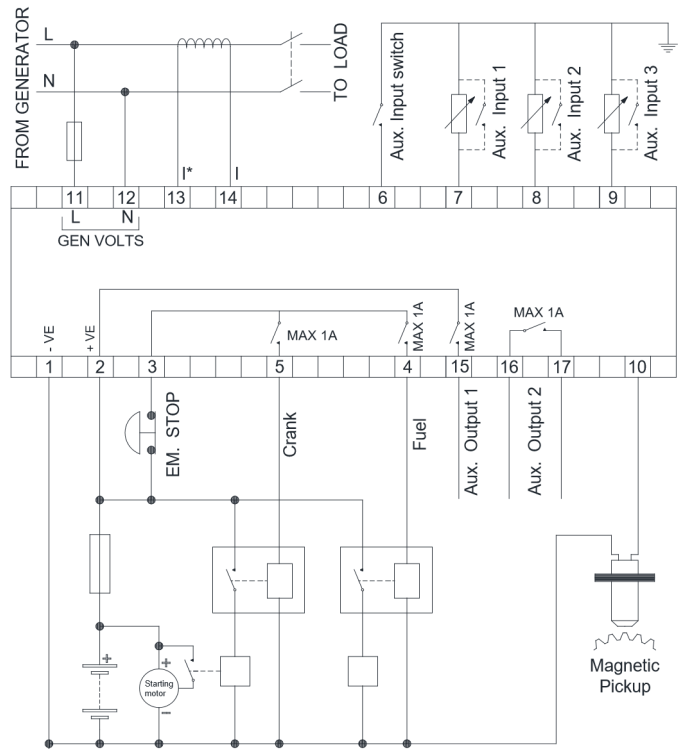 FROM GENERATOR
L
N
TO LOAD
Aux. Input switch
Aux. Input 1
Aux. Input 2
Aux. Input 3
I*
I
11
12
13
14
6
7
8
9
L
N
GEN VOLTS
- VE
+ VE
MAX 1A
MAX 1A
MAX 1A
MAX 1A
1
2
3
5
4
15
16
17
10
EM. STOP
Crank
Fuel
Aux. Output 1
Aux. Output 2
+
+
Starting
motor
–
Magnetic
Pickup